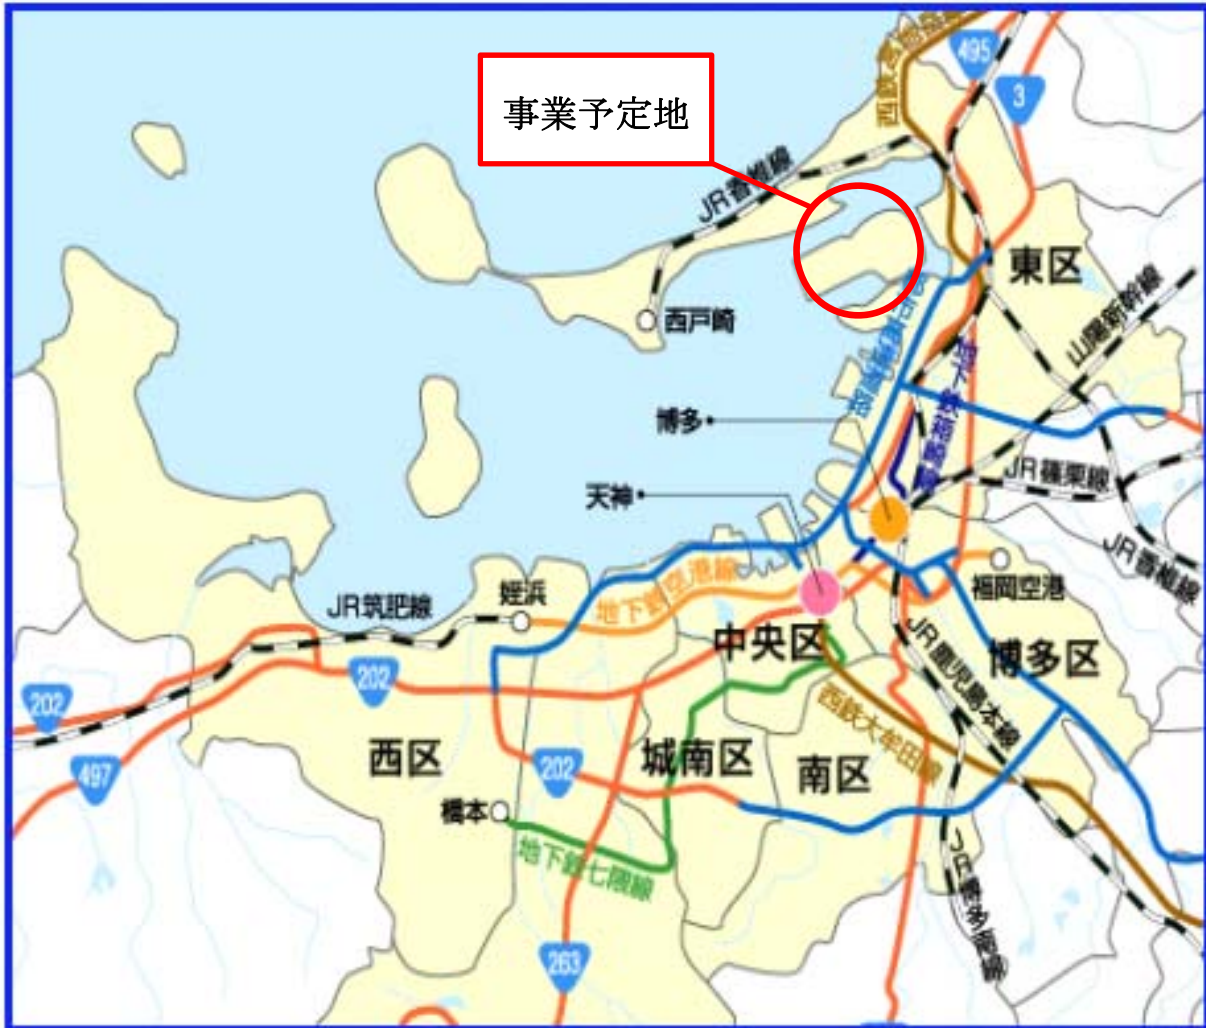 495
3
事業予定地
JR香椎線
東区
山陽新幹線
西戸崎
博多
天神
JR篠栗線
JR香椎線
福岡空港
地下鉄空港線
姪浜
JR筑肥線
中央区
博多区
JR鹿児島本線
202
202
西鉄大牟田線
西区
城南区
南区
202
497
橋本
地下鉄七隈線
JR博多南線
263